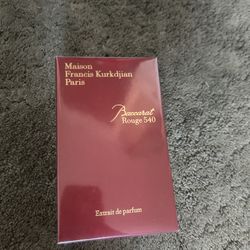 Maison
Francis Kurkdjian
Paris
Baccarat
Rouge 540
Extrait de parfum